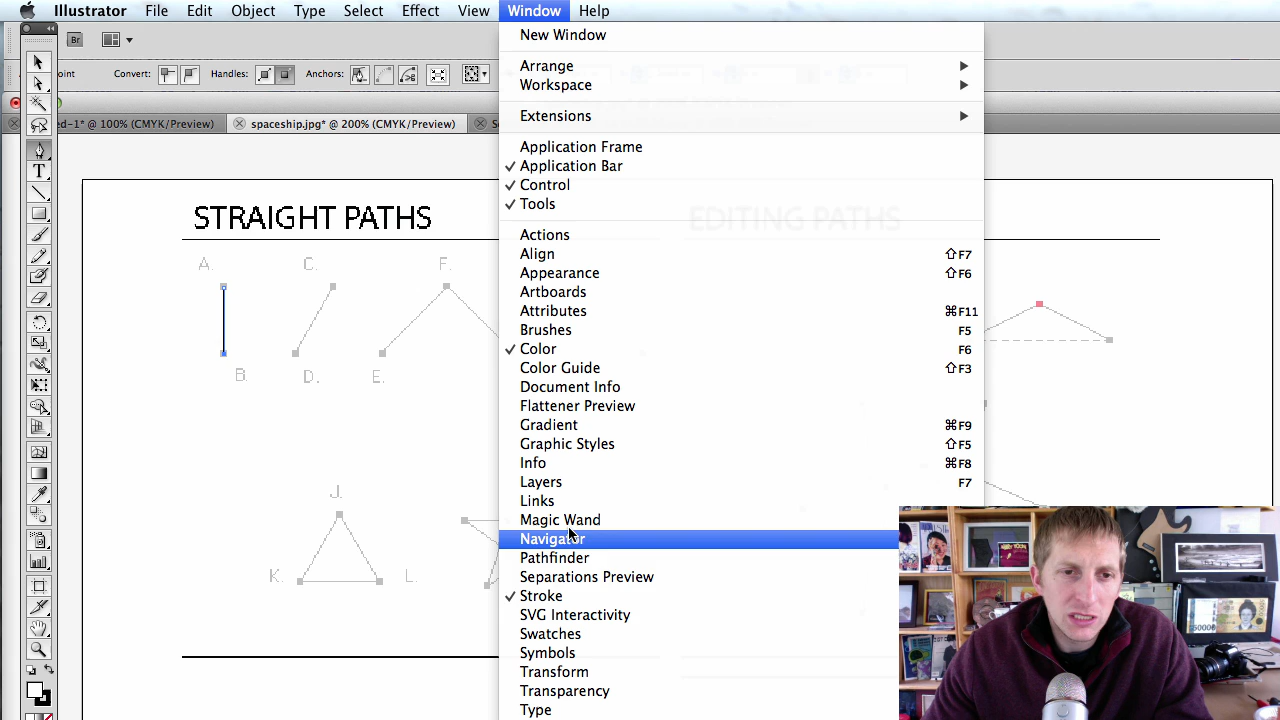 Illustrator File Edit Object Type Select Effect View Window Help
Br
Convert: Handles: Anchors:
@ 100% (CMYK/Preview) spaceship.jpg* @ 200% (CMYK/Preview)
New Window
Arrange
Workspace
Extensions
Application Frame
Application Bar
Control
Tools
Actions
Align ⇧F7
Appearance ⇧F6
Artboards
Attributes ⌘F11
Brushes F5
Color F6
Color Guide ⇧F3
Document Info
Flattener Preview
Gradient ⌘F9
Graphic Styles ⇧F5
Info ⌘F8
Layers F7
Links
Magic Wand
Navigator
Pathfinder
Separations Preview
Stroke
SVG Interactivity
Swatches
Symbols
Transform
Transparency
Type
STRAIGHT PATHS
EDITING PATHS
A. C. F.
B. D. E.
J.
K. L.
T